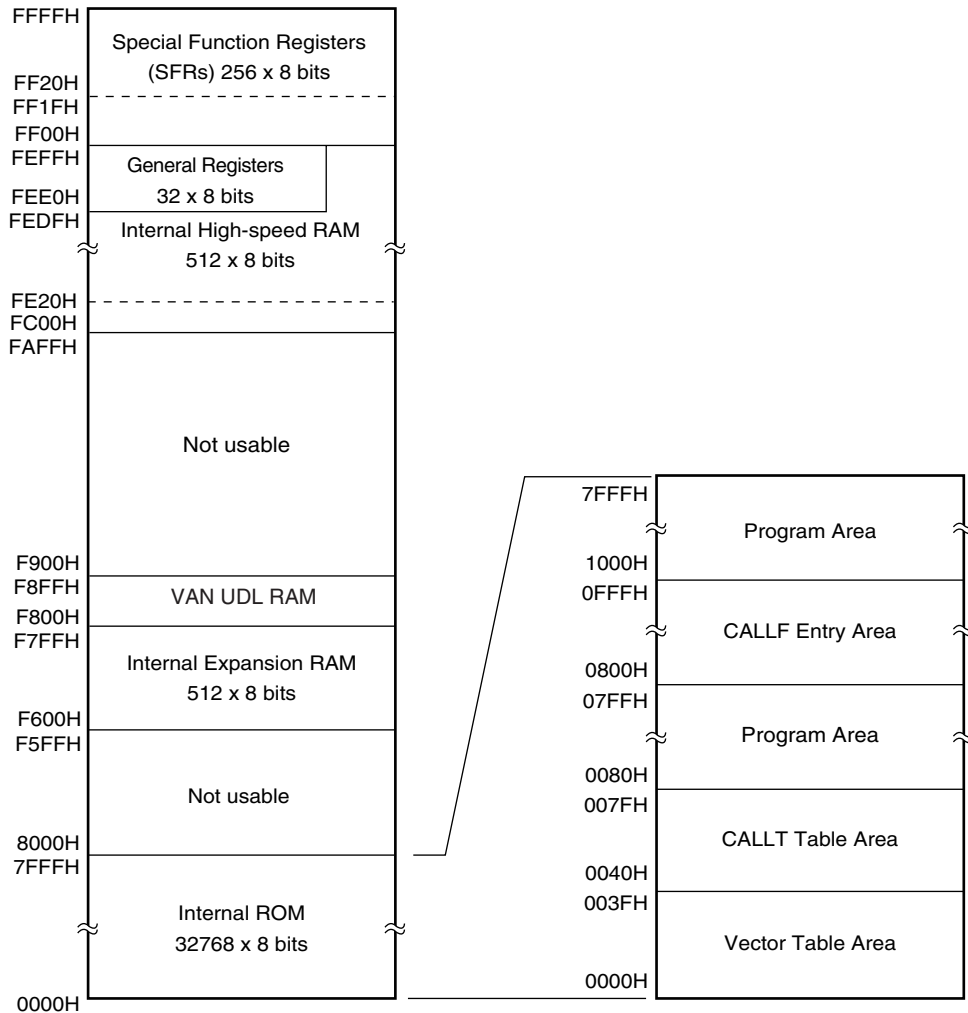 FFFFH
Special Function Registers
(SFRs) 256 x 8 bits
FF20H
FF1FH
FF00H
FEFFH
General Registers
32 x 8 bits
FEE0H
FEDFH
Internal High-speed RAM
512 x 8 bits
FE20H
FC00H
FAFFH
Not usable
F900H
F8FFH
VAN UDL RAM
F800H
F7FFH
Internal Expansion RAM
512 x 8 bits
F600H
F5FFH
Not usable
8000H
7FFFH
Internal ROM
32768 x 8 bits
0000H
7FFFH
Program Area
1000H
0FFFH
CALLF Entry Area
0800H
07FFH
Program Area
0080H
007FH
CALLT Table Area
0040H
003FH
Vector Table Area
0000H